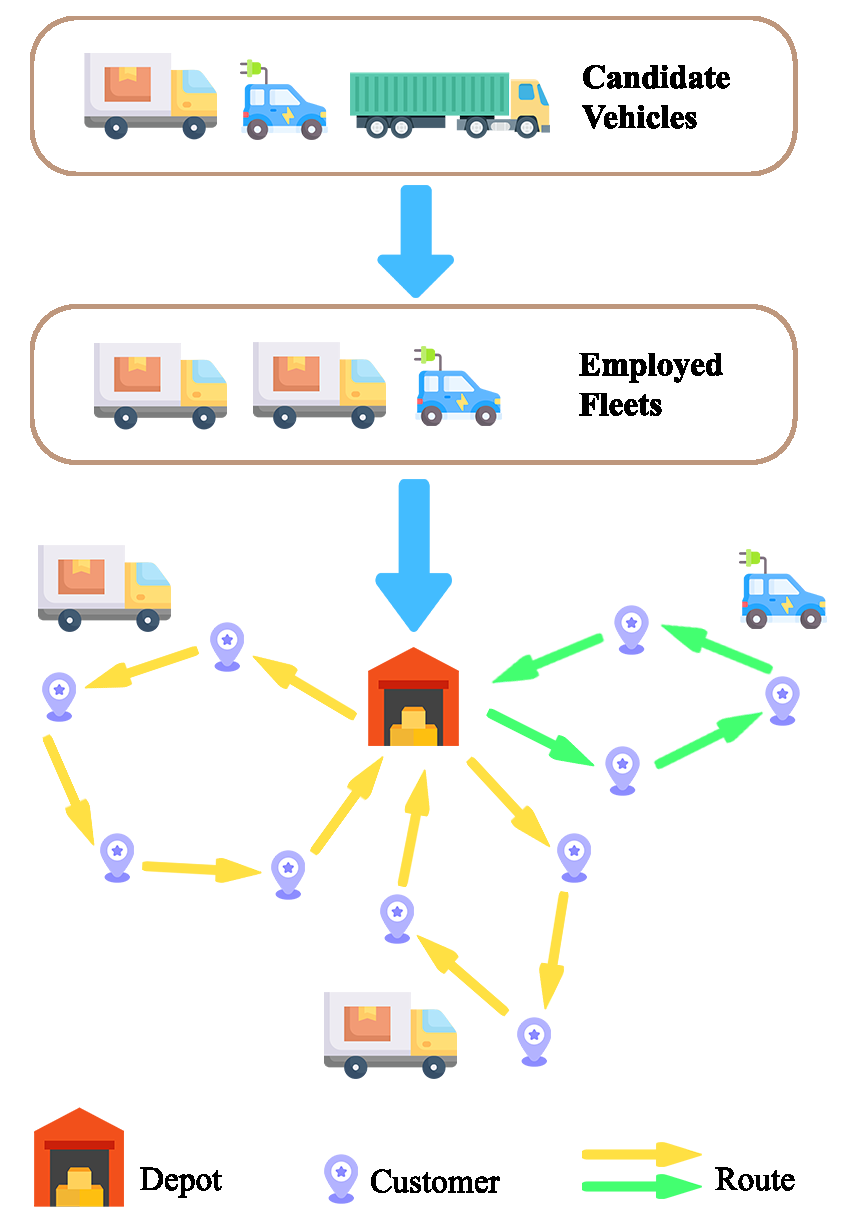 Candidate
Vehicles
Employed
Fleets
Depot
Customer
Route